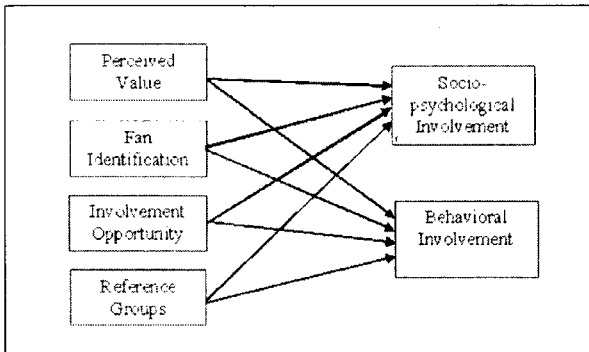 Perceived
Value
Fan
Identification
Involvement
Opportunity
Reference
Groups
Socio-
psychological
Involvement
Behavioral
Involvement